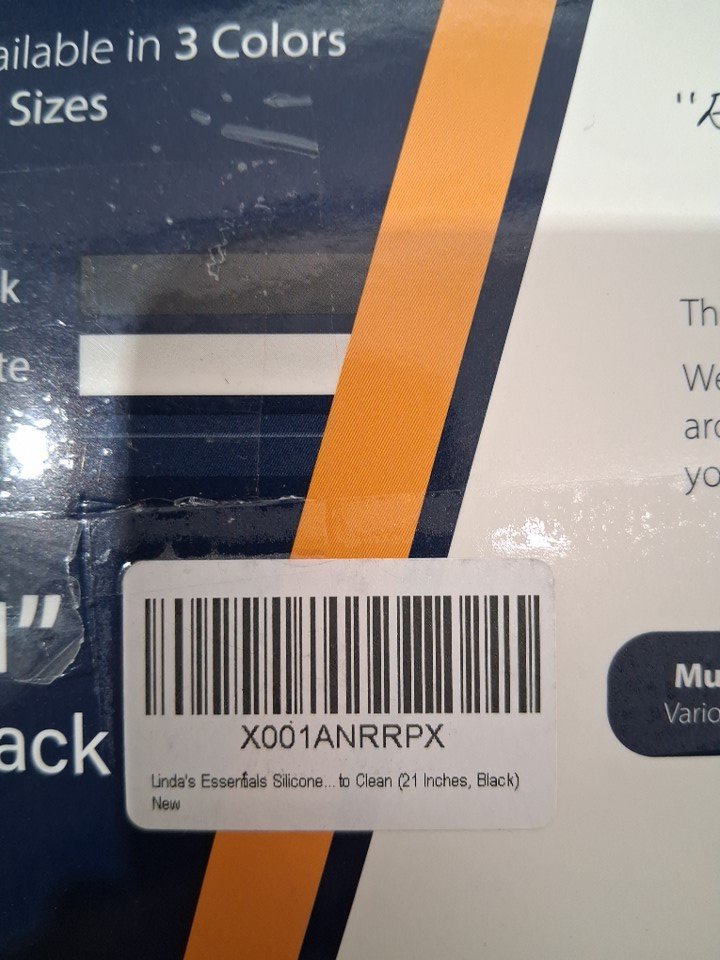 ailable in 3 Colors
Sizes
"
k
te
Th
We
aro
yo
"
ack
Mu
Vario
X001ANRRPX
Linda's Essentials Silicone... to Clean (21 Inches, Black)
New